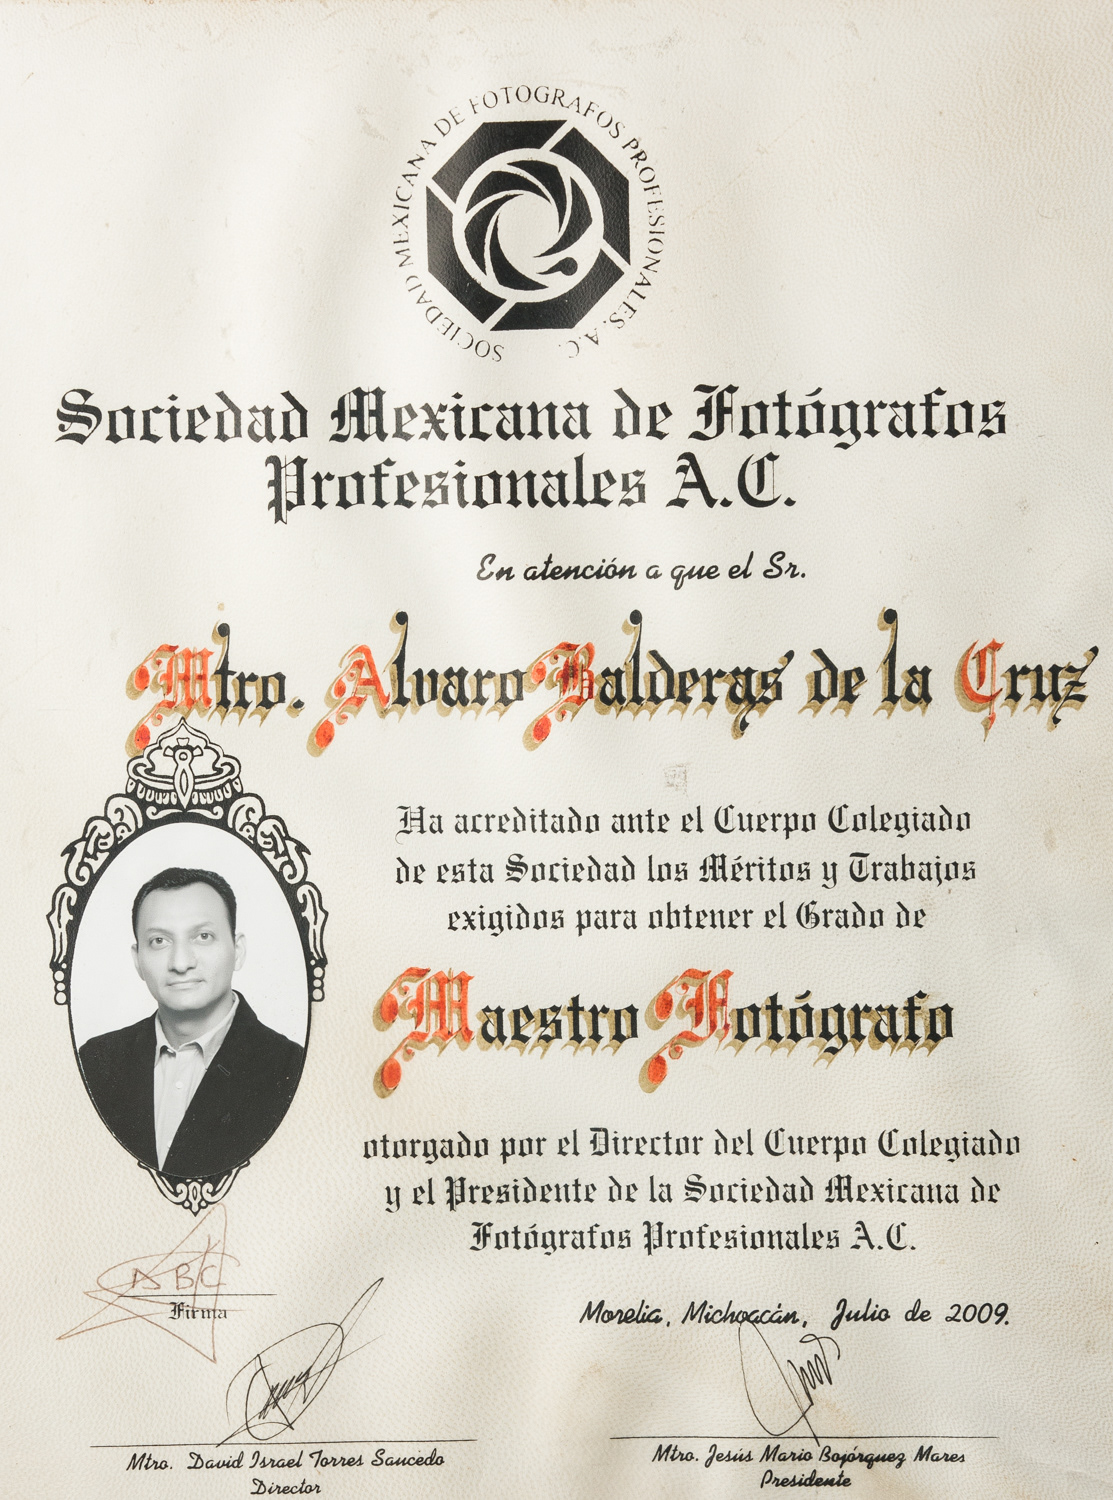 SOCIEDAD MEXICANA DE FOTOGRAFOS PROFESIONALES, A.C.
Sociedad Mexicana de Fotógrafos
Profesionales A.C.
En atención a que el Sr.
Mtro. Alvaro Balderas de la Cruz
Ha acreditado ante el Cuerpo Colegiado
de esta Sociedad los Méritos y Trabajos
exigidos para obtener el Grado de
Maestro Fotógrafo
otorgado por el Director del Cuerpo Colegiado
y el Presidente de la Sociedad Mexicana de
Fotógrafos Profesionales A.C.
ABC
Firma
Morelia, Michoacán, Julio de 2009.
Mtro. David Israel Torres Saucedo
Director
Mtro. Jesús Mario Bojórquez Mares
Presidente